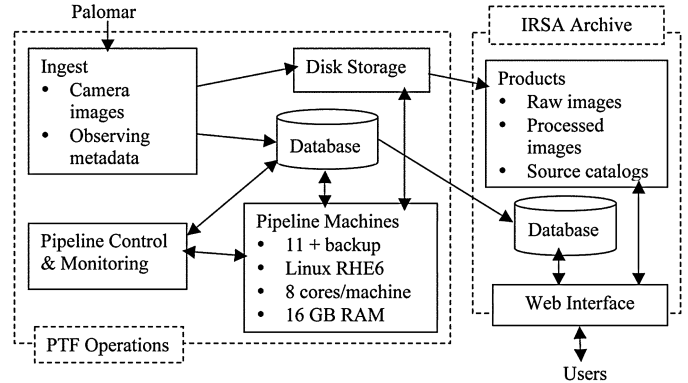 Palomar
Ingest
• Camera
images
• Observing
metadata
Disk Storage
Database
Pipeline Control
& Monitoring
Pipeline Machines
• 11 + backup
• Linux RHE6
• 8 cores/machine
• 16 GB RAM
PTF Operations
IRSA Archive
Products
• Raw images
• Processed
images
• Source catalogs
Database
Web Interface
Users